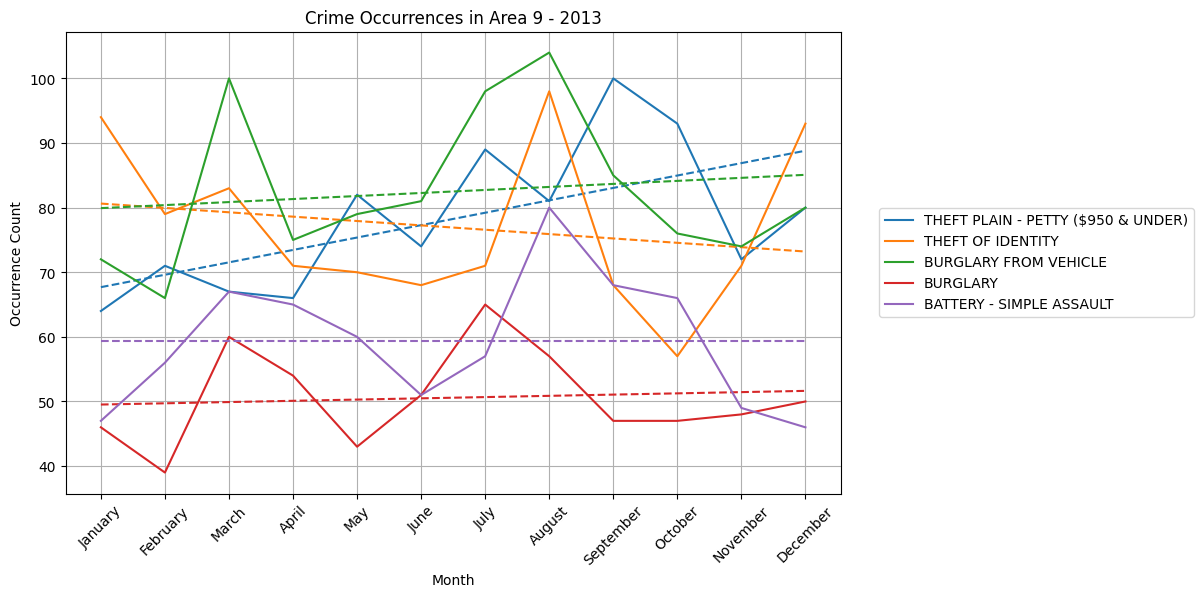 Crime Occurrences in Area 9 - 2013
Occurrence Count
100
90
80
70
60
50
40
January
February
March
April
May
June
July
August
September
October
November
December
Month
THEFT PLAIN - PETTY ($950 & UNDER)
THEFT OF IDENTITY
BURGLARY FROM VEHICLE
BURGLARY
BATTERY - SIMPLE ASSAULT